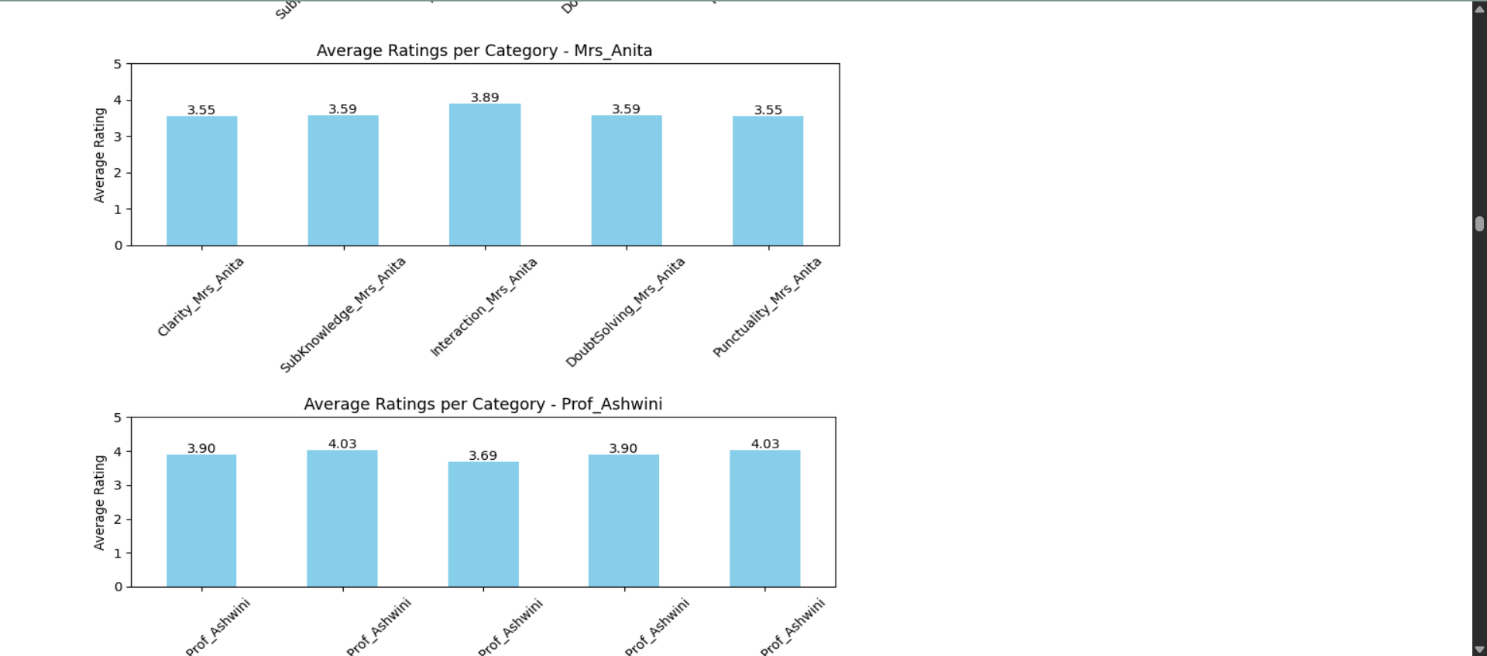 Average Ratings per Category - Mrs_Anita
Average Rating
5
4
3
2
1
0
3.55
3.59
3.89
3.59
3.55
Clarity_Mrs_Anita
SubKnowledge_Mrs_Anita
Interaction_Mrs_Anita
DoubtSolving_Mrs_Anita
Punctuality_Mrs_Anita
Average Ratings per Category - Prof_Ashwini
Average Rating
5
4
3
2
1
0
3.90
4.03
3.69
3.90
4.03
Prof_Ashwini
Prof_Ashwini
Prof_Ashwini
Prof_Ashwini
Prof_Ashwini